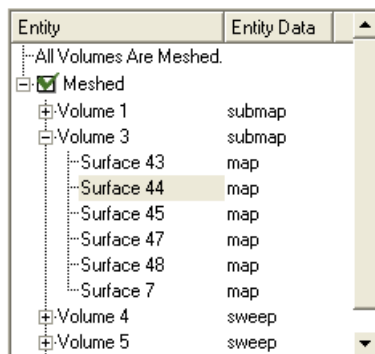 Entity Entity Data
All Volumes Are Meshed.
Meshed
Volume 1 submap
Volume 3 submap
Surface 43 map
Surface 44 map
Surface 45 map
Surface 47 map
Surface 48 map
Surface 7 map
Volume 4 sweep
Volume 5 sweep